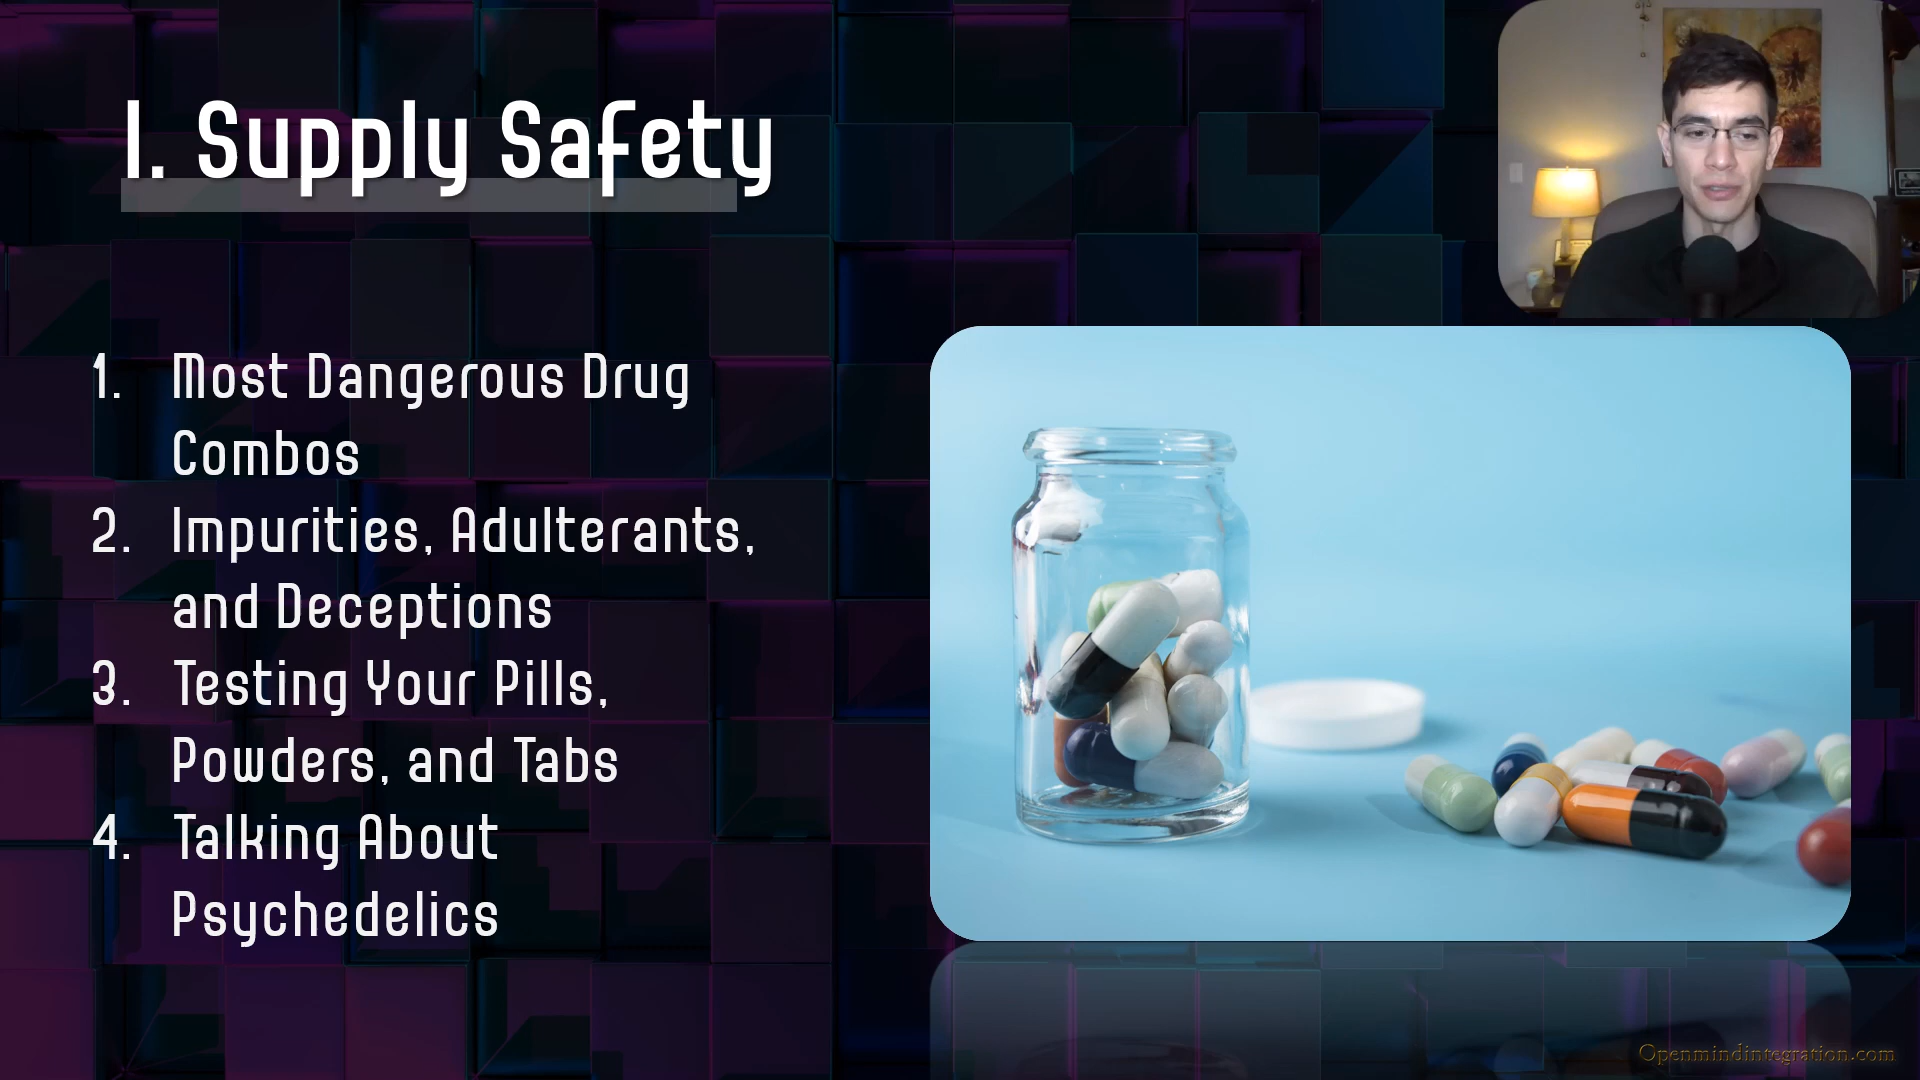 I. Supply Safety
1. Most Dangerous Drug
Combos
2. Impurities, Adulterants,
and Deceptions
3. Testing Your Pills,
Powders, and Tabs
4. Talking About
Psychedelics
Openmindintegration.com